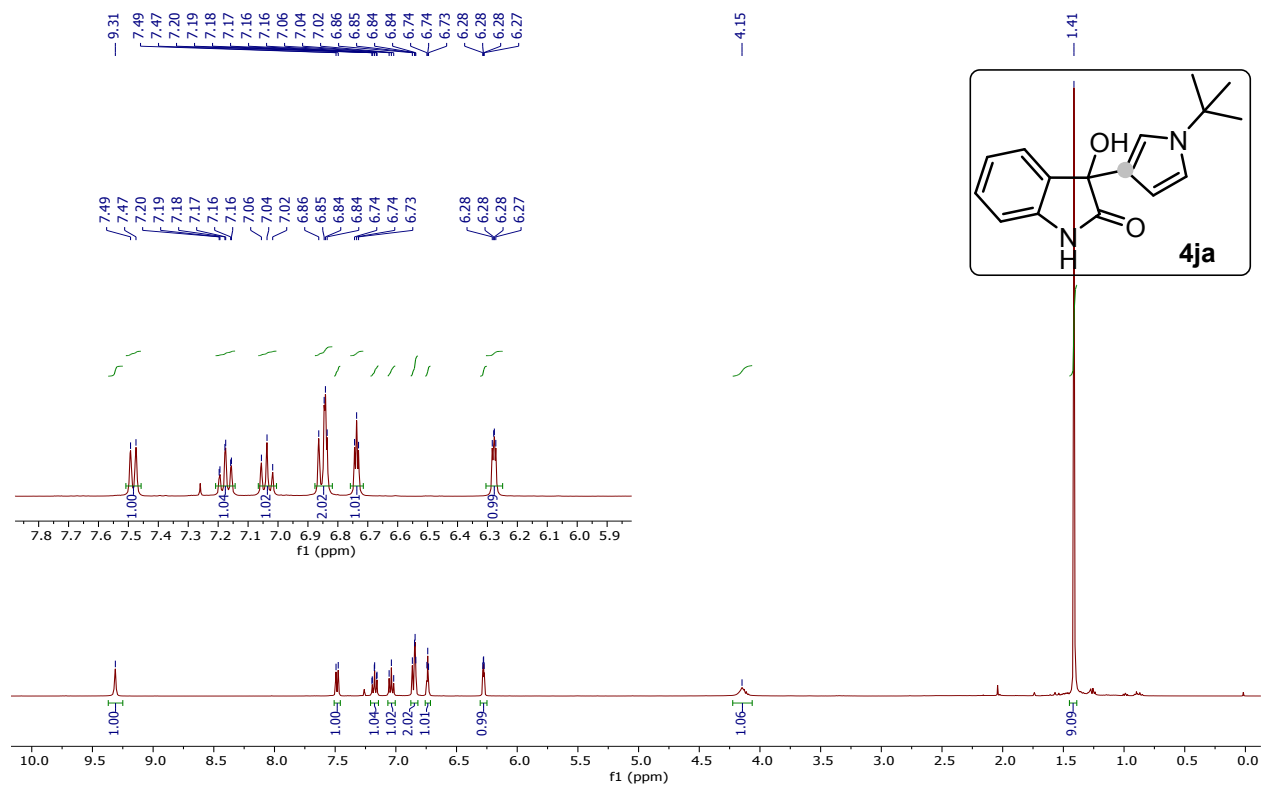 9.31 7.49 7.47 7.20 7.19 7.18 7.17 7.16 7.16 7.06 7.04 7.02 6.86 6.85 6.84 6.84 6.74 6.74 6.73 6.28 6.28 6.28 6.27 4.15 1.41
OH N
N H O
4ja
7.49 7.47 7.20 7.19 7.18 7.17 7.16 7.16 7.06 7.04 7.02 6.86 6.85 6.84 6.84 6.74 6.74 6.73 6.28 6.28 6.28 6.27
1.00 1.04 1.02 2.02 1.01 0.99
7.8 7.7 7.6 7.5 7.4 7.3 7.2 7.1 7.0 6.9 6.8 6.7 6.6 6.5 6.4 6.3 6.2 6.1 6.0 5.9
f1 (ppm)
1.00 1.00 1.04 1.02 2.02 1.01 0.99 1.06 9.09
10.0 9.5 9.0 8.5 8.0 7.5 7.0 6.5 6.0 5.5 5.0 4.5 4.0 3.5 3.0 2.5 2.0 1.5 1.0 0.5 0.0
f1 (ppm)